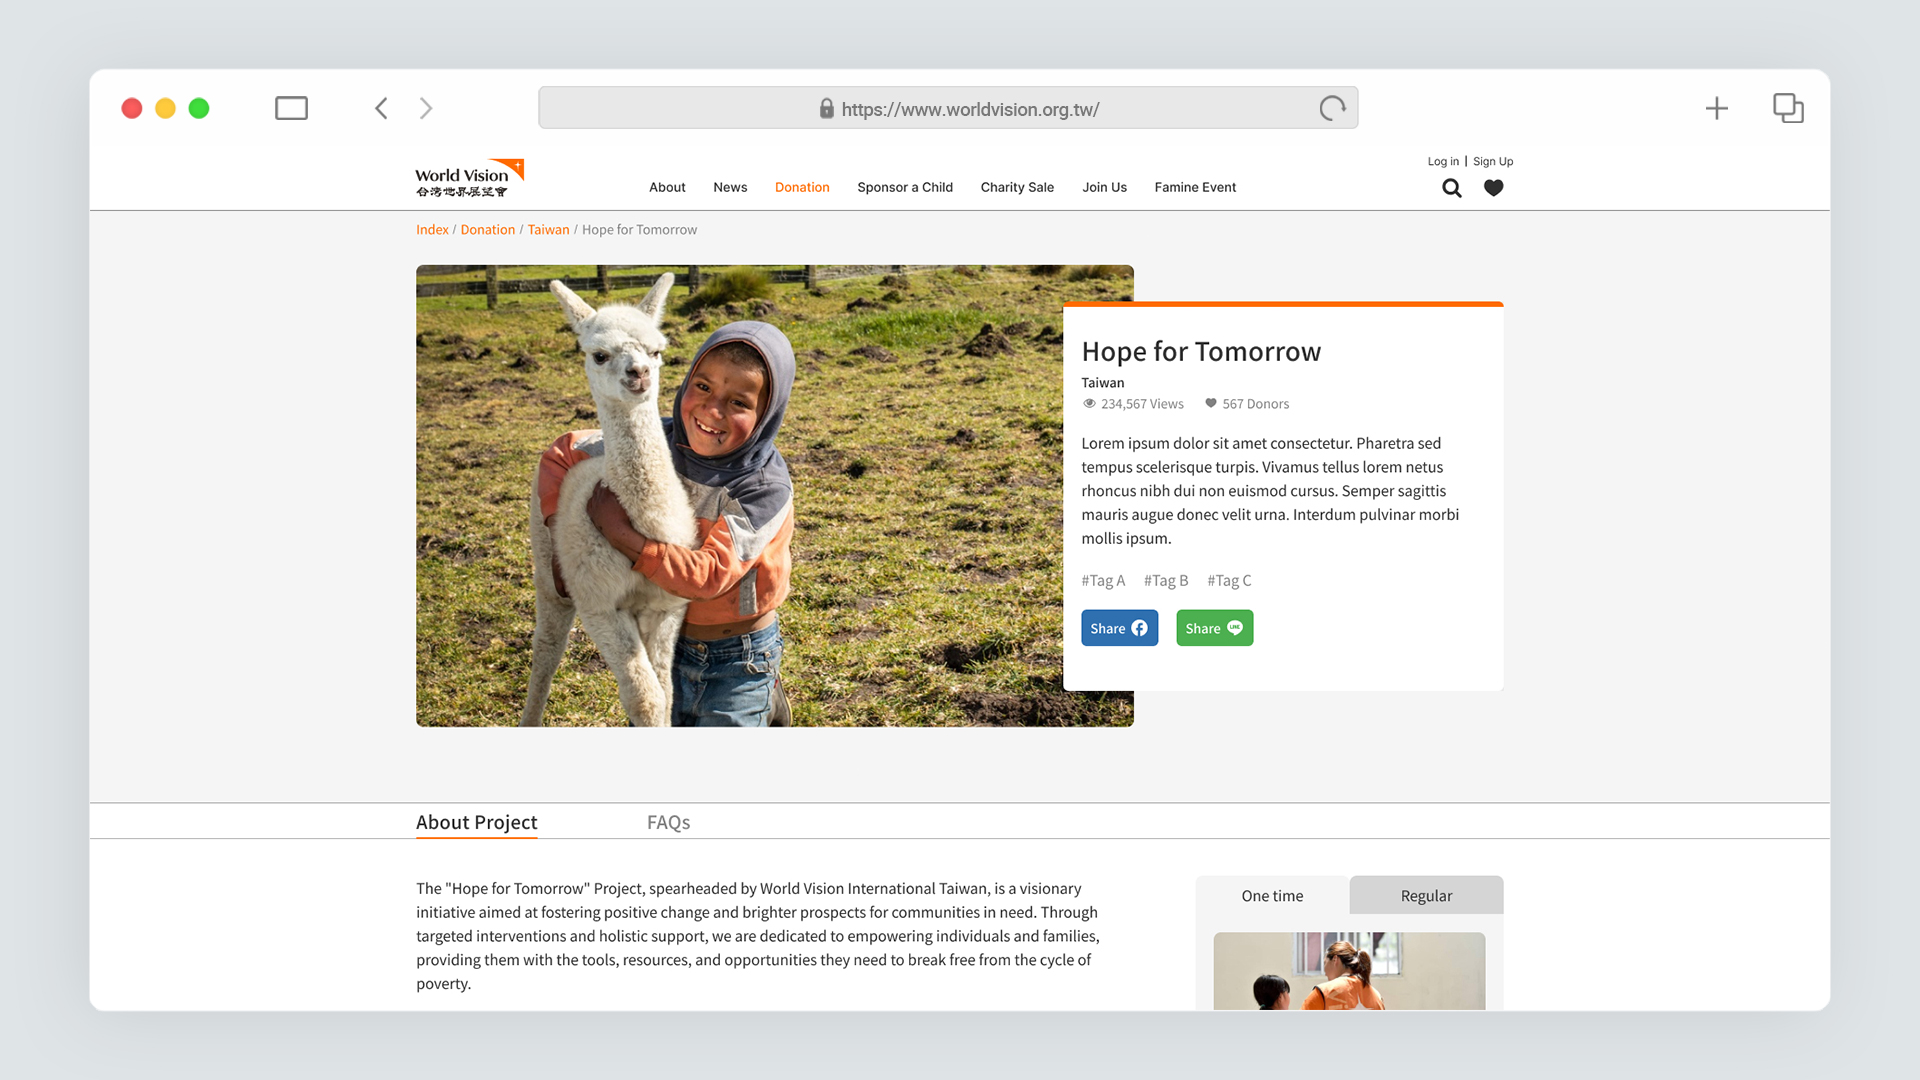 https://www.worldvision.org.tw/
Log in | Sign Up
World Vision
台湾世界展望會
About News Donation Sponsor a Child Charity Sale Join Us Famine Event
Index / Donation / Taiwan / Hope for Tomorrow
Hope for Tomorrow
Taiwan
234,567 Views 567 Donors
Lorem ipsum dolor sit amet consectetur. Pharetra sed
tempus scelerisque turpis. Vivamus tellus lorem netus
rhoncus nibh dui non euismod cursus. Semper sagittis
mauris augue donec velit urna. Interdum pulvinar morbi
mollis ipsum.
#Tag A #Tag B #Tag C
Share Share LINE
About Project FAQs
The "Hope for Tomorrow" Project, spearheaded by World Vision International Taiwan, is a visionary
initiative aimed at fostering positive change and brighter prospects for communities in need. Through
targeted interventions and holistic support, we are dedicated to empowering individuals and families,
providing them with the tools, resources, and opportunities they need to break free from the cycle of
poverty.
One time Regular